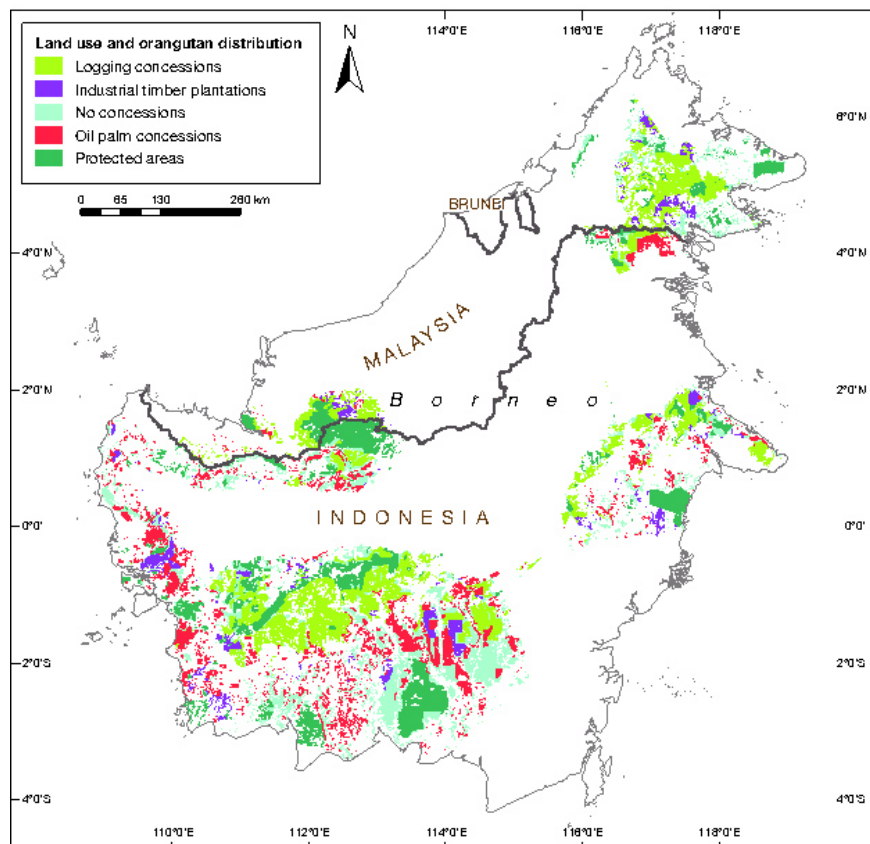 Land use and orangutan distribution
Logging concessions
Industrial timber plantations
No concessions
Oil palm concessions
Protected areas
0 65 130 260 km
N
114°0'E 116°0'E 118°0'E
6°0'N
BRUNEI
4°0'N 4°0'N
MALAYSIA
2°0'N 2°0'N
Borneo
0°0' 0°0'
INDONESIA
2°0'S 2°0'S
4°0'S 4°0'S
110°0'E 112°0'E 114°0'E 116°0'E 118°0'E